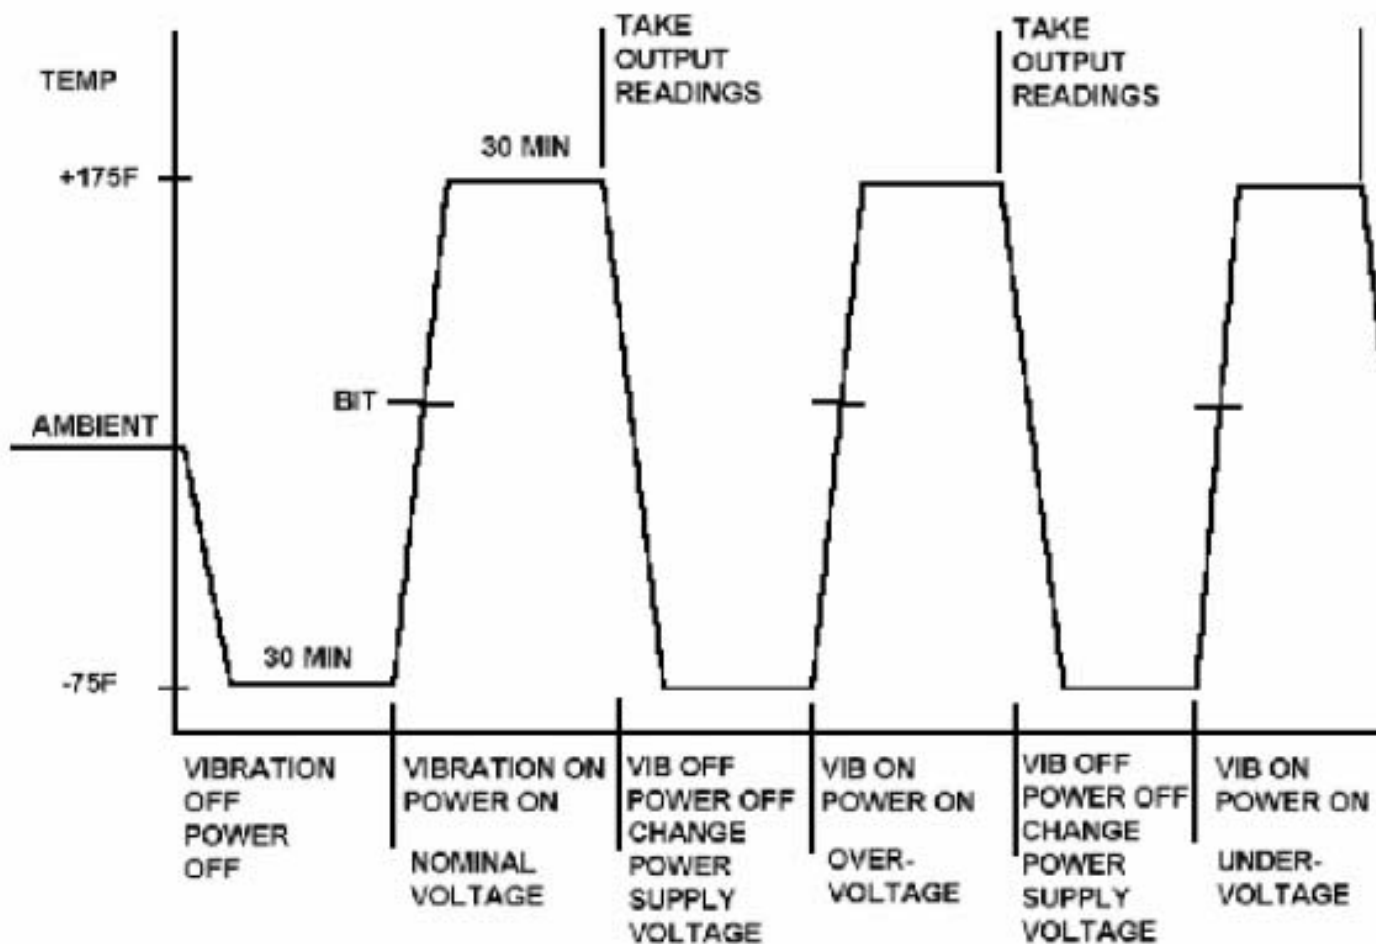 TAKE
OUTPUT
READINGS
TAKE
OUTPUT
READINGS
TEMP
30 MIN
+175F
BIT
AMBIENT
30 MIN
-75F
VIBRATION
OFF
POWER
OFF
VIBRATION ON
POWER ON
NOMINAL
VOLTAGE
VIB OFF
POWER OFF
CHANGE
POWER
SUPPLY
VOLTAGE
VIB ON
POWER ON
OVER-
VOLTAGE
VIB OFF
POWER OFF
CHANGE
POWER
SUPPLY
VOLTAGE
VIB ON
POWER ON
UNDER-
VOLTAGE